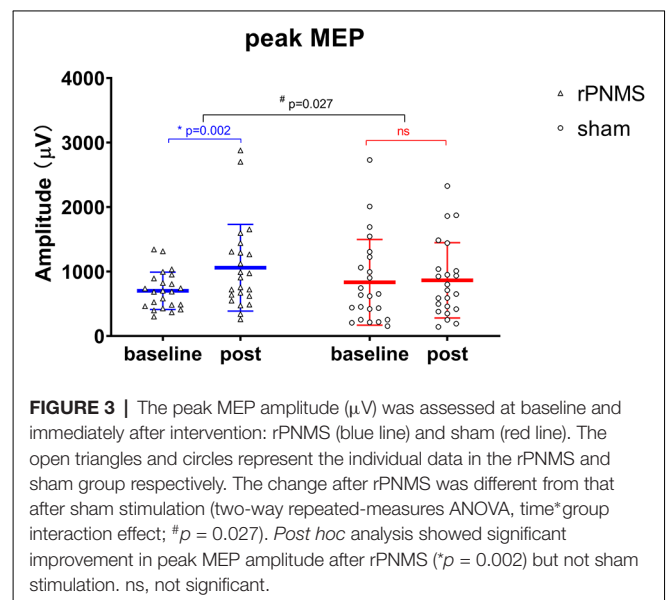 peak MEP
4000
3000
2000
1000
0
Amplitude (μV)
# p=0.027
* p=0.002
ns
rPNMS
sham
baseline post baseline post
FIGURE 3 | The peak MEP amplitude (μV) was assessed at baseline and
immediately after intervention: rPNMS (blue line) and sham (red line). The
open triangles and circles represent the individual data in the rPNMS and
sham group respectively. The change after rPNMS was different from that
after sham stimulation (two-way repeated-measures ANOVA, time*group
interaction effect; #p = 0.027). Post hoc analysis showed significant
improvement in peak MEP amplitude after rPNMS (*p = 0.002) but not sham
stimulation. ns, not significant.